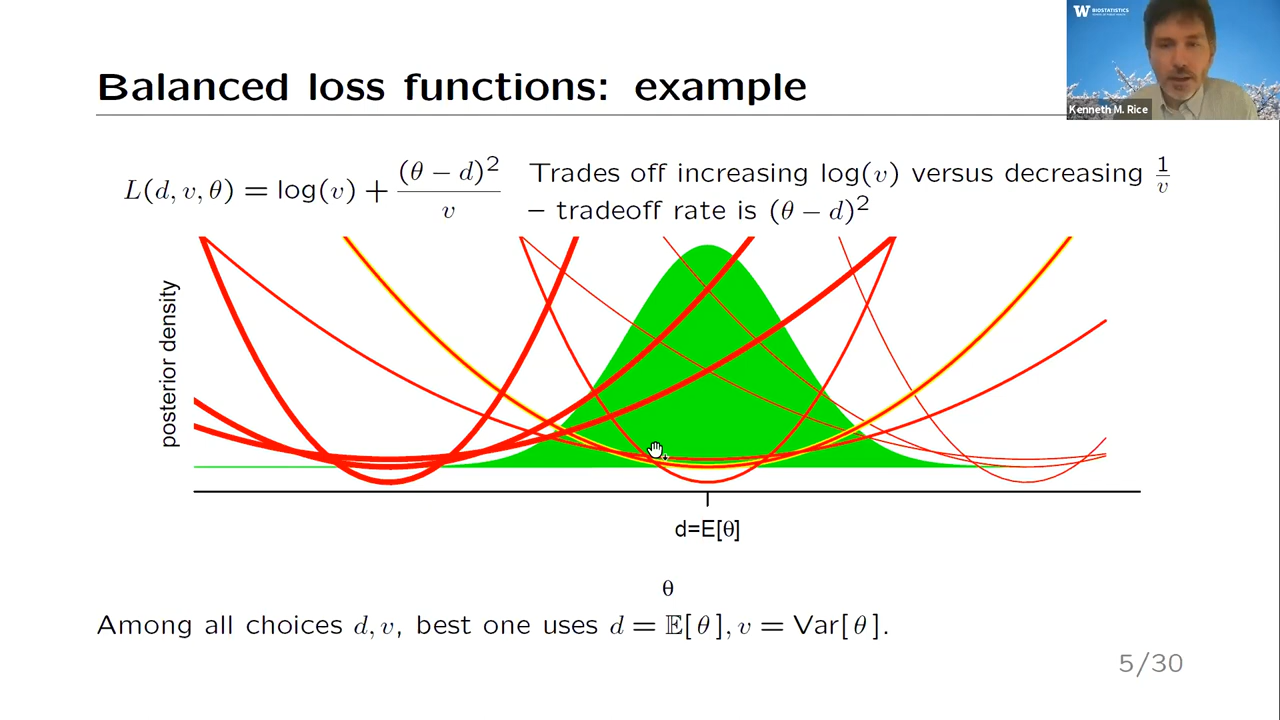 W BIOSTATISTICS
Kenneth M. Rice
Balanced loss functions: example
L(d, v, θ) = log(v) + (θ − d)² / v
Trades off increasing log(v) versus decreasing 1/v
– tradeoff rate is (θ − d)²
posterior density
d=E[θ]
θ
Among all choices d, v, best one uses d = 𝔼[θ], v = Var[θ].
5/30